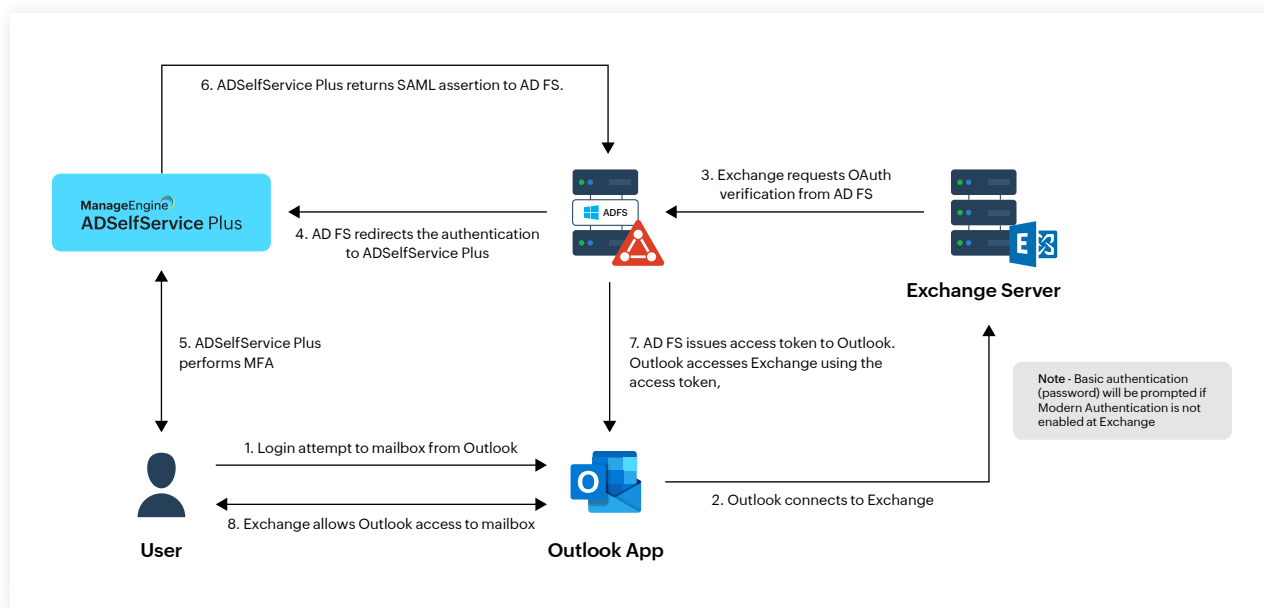 6. ADSelfService Plus returns SAML assertion to AD FS.
ManageEngine
ADSelfService Plus
ADFS
3. Exchange requests OAuth
verification from AD FS
4. AD FS redirects the authentication
to ADSelfService Plus
E
Exchange Server
5. ADSelfService Plus
performs MFA
7. AD FS issues access token to Outlook.
Outlook accesses Exchange using the
access token,
Note - Basic authentication
(password) will be prompted if
Modern Authentication is not
enabled at Exchange
1. Login attempt to mailbox from Outlook
O
2. Outlook connects to Exchange
8. Exchange allows Outlook access to mailbox
User
Outlook App